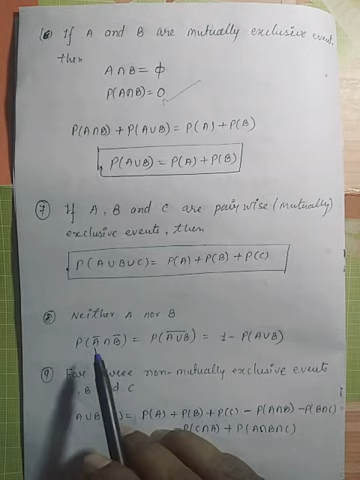 (6) If A and B are mutually exclusive event.
then
A∩B = ϕ
P(A∩B) = 0
P(A∩B) + P(A∪B) = P(A) + P(B)
P(A∪B) = P(A) + P(B)
(7) If A, B and C are pairwise (mutually)
exclusive events, then
P(A∪B∪C) = P(A) + P(B) + P(C)
(8) Neither A nor B
P(A̅∩B̅) = P(\overline{A∪B}) = 1 - P(A∪B)
(9) three non-mutually exclusive events
B C
A∪B = P(A) + P(B) + P(C) - P(A∩B) - P(B∩C)
- P(C∩A) + P(A∩B∩C)